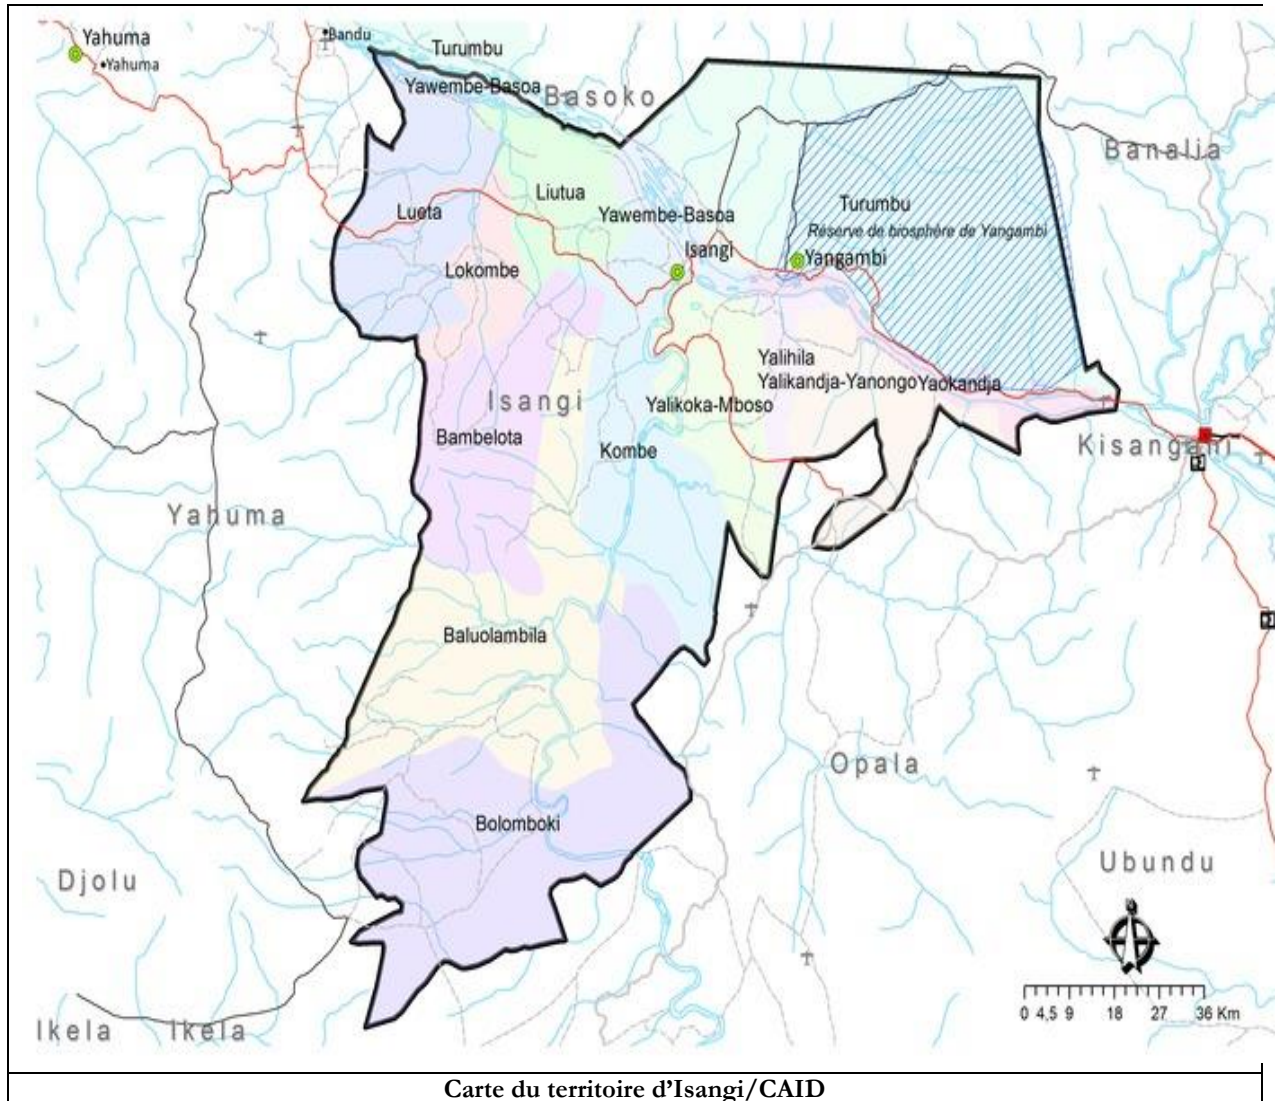 Bandu
Yahuma
Turumbu
Yahuma
Yawembe-Basoa
Basoko
Banalia
Liutua
Turumbu
Lueta
Yawembe-Basoa
Réserve de biosphère de Yangambi
Isangi
Yangambi
Lokombe
Yalihila
Yalikandja-Yanongo
Yaokandja
Isangi
Yalikoka-Mboso
Bambelota
Kombe
Kisangani
Yahuma
Baluolambila
Opala
Bolomboki
Ubundu
Djolu
0 4,5 9 18 27 36 Km
Ikela
Ikela
Carte du territoire d'Isangi/CAID